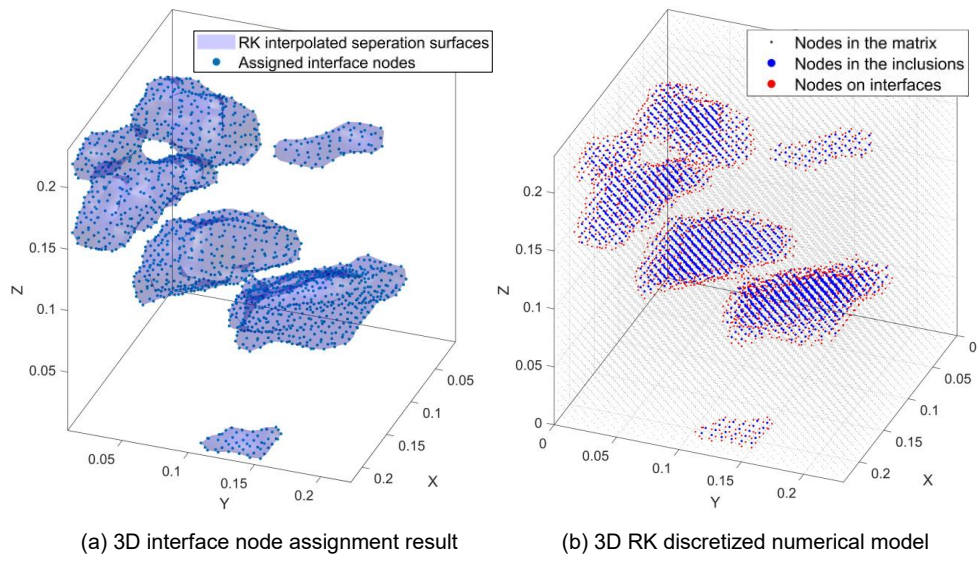 RK interpolated seperation surfaces
Assigned interface nodes
0.2
0.15
0.1
0.05
Z
0.05
0.1
0.15
0.2
Y
0.2
0.15
0.1
0.05
X
(a) 3D interface node assignment result
Nodes in the matrix
Nodes in the inclusions
Nodes on interfaces
0.2
0.15
0.1
0.05
0
Z
0
0.05
0.1
0.15
0.2
Y
0.2
0.15
0.1
0.05
0
X
(b) 3D RK discretized numerical model